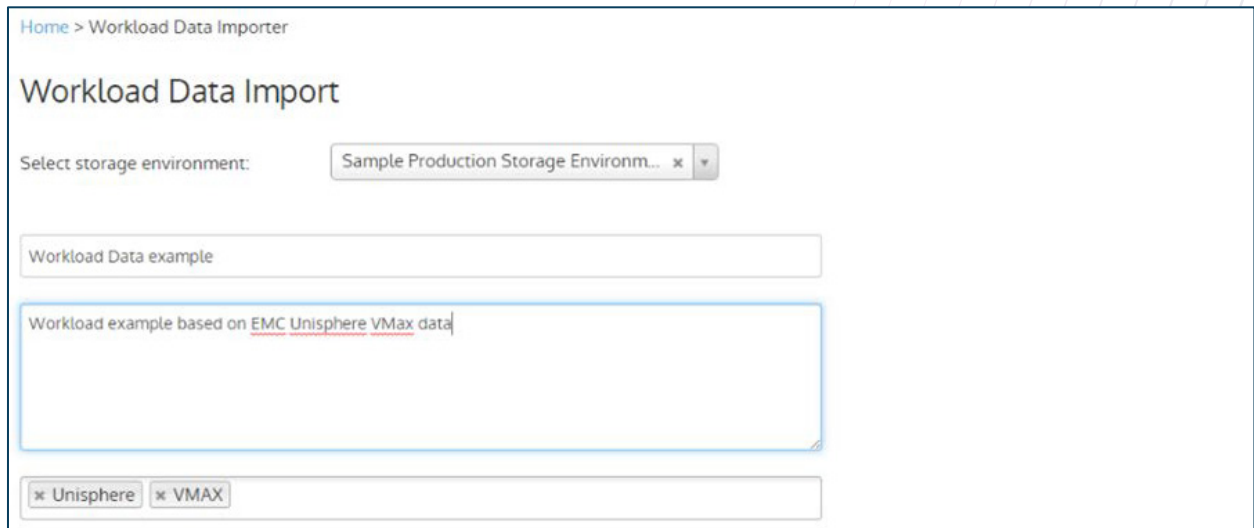 Home > Workload Data Importer
Workload Data Import
Select storage environment: Sample Production Storage Environm...
Workload Data example
Workload example based on EMC Unisphere VMax data
Unisphere VMAX